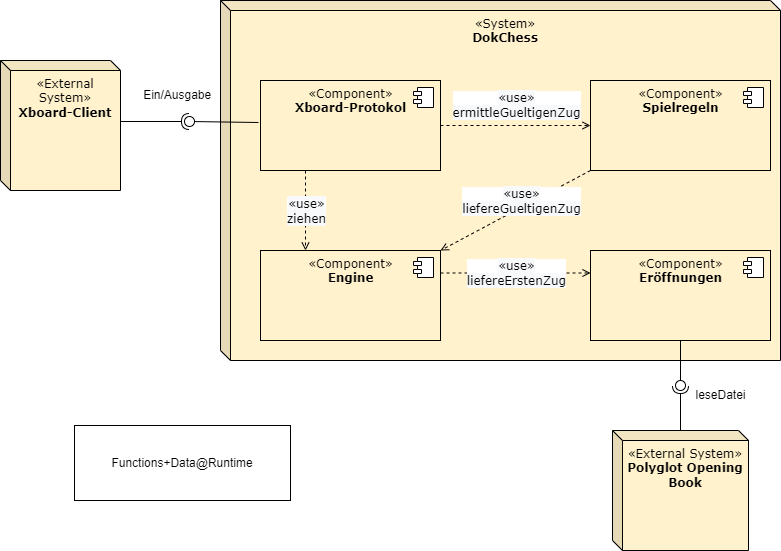 «System»
DokChess
«External
System»
Xboard-Client
Ein/Ausgabe
«Component»
Xboard-Protokol
«use»
ermittleGueltigenZug
«Component»
Spielregeln
«use»
ziehen
«use»
liefereGueltigenZug
«Component»
Engine
«use»
liefereErstenZug
«Component»
Eröffnungen
leseDatei
Functions+Data@Runtime
«External System»
Polyglot Opening
Book